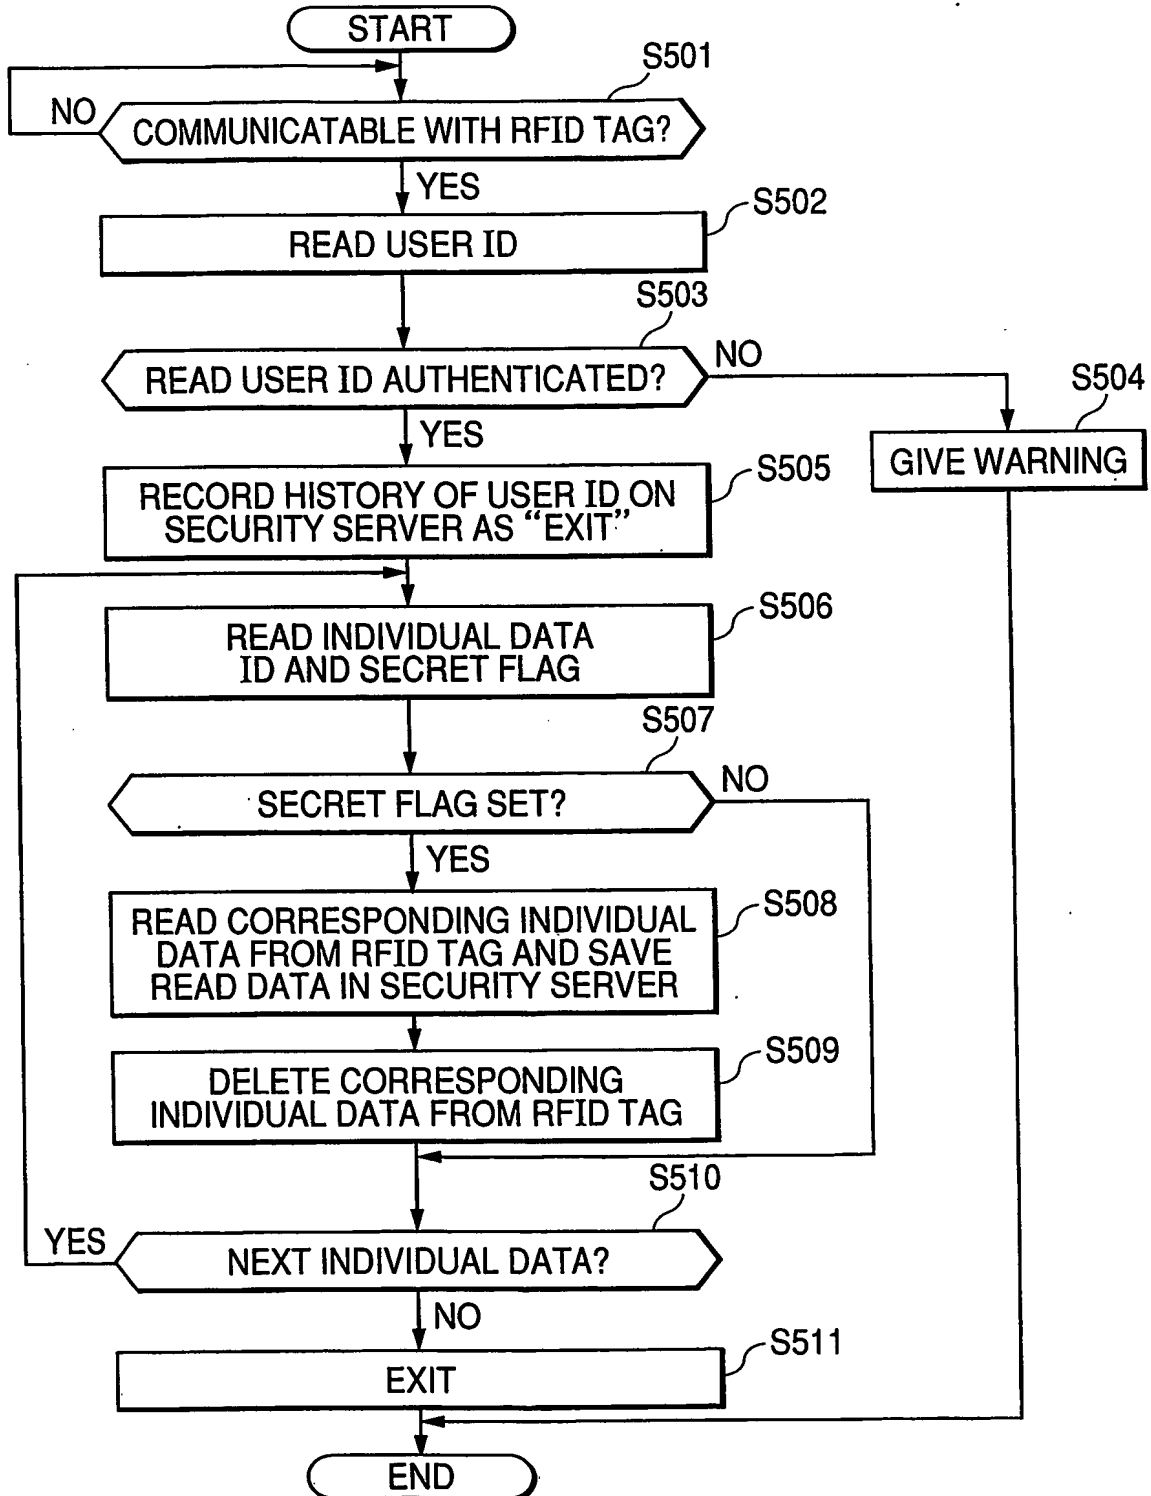 START
S501
NO
COMMUNICATABLE WITH RFID TAG?
YES
S502
READ USER ID
S503
READ USER ID AUTHENTICATED?
NO
S504
YES
GIVE WARNING
S505
RECORD HISTORY OF USER ID ON
SECURITY SERVER AS “EXIT”
S506
READ INDIVIDUAL DATA
ID AND SECRET FLAG
S507
SECRET FLAG SET?
NO
YES
S508
READ CORRESPONDING INDIVIDUAL
DATA FROM RFID TAG AND SAVE
READ DATA IN SECURITY SERVER
S509
DELETE CORRESPONDING
INDIVIDUAL DATA FROM RFID TAG
S510
YES
NEXT INDIVIDUAL DATA?
NO
S511
EXIT
END